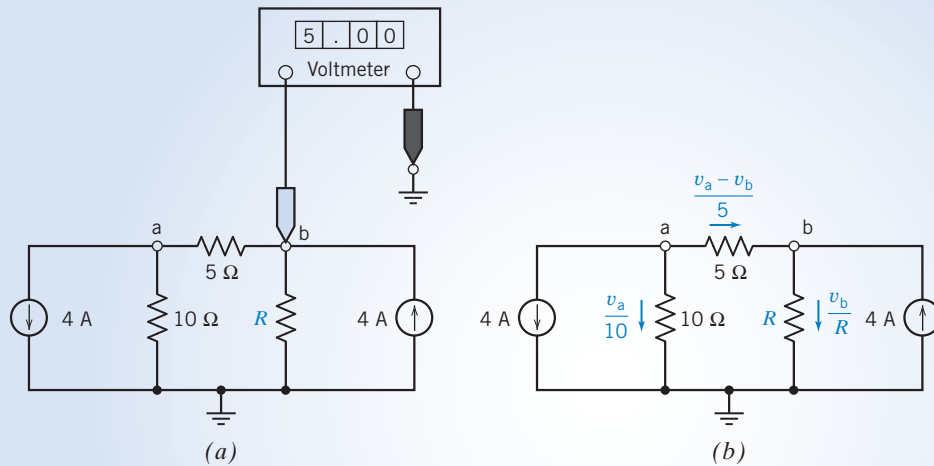 5 . 0 0
Voltmeter
a
b
5 Ω
4 A
10 Ω
R
4 A
(a)
v_a − v_b
5
a
b
5 Ω
4 A
v_a
10
10 Ω
R
v_b
R
4 A
(b)